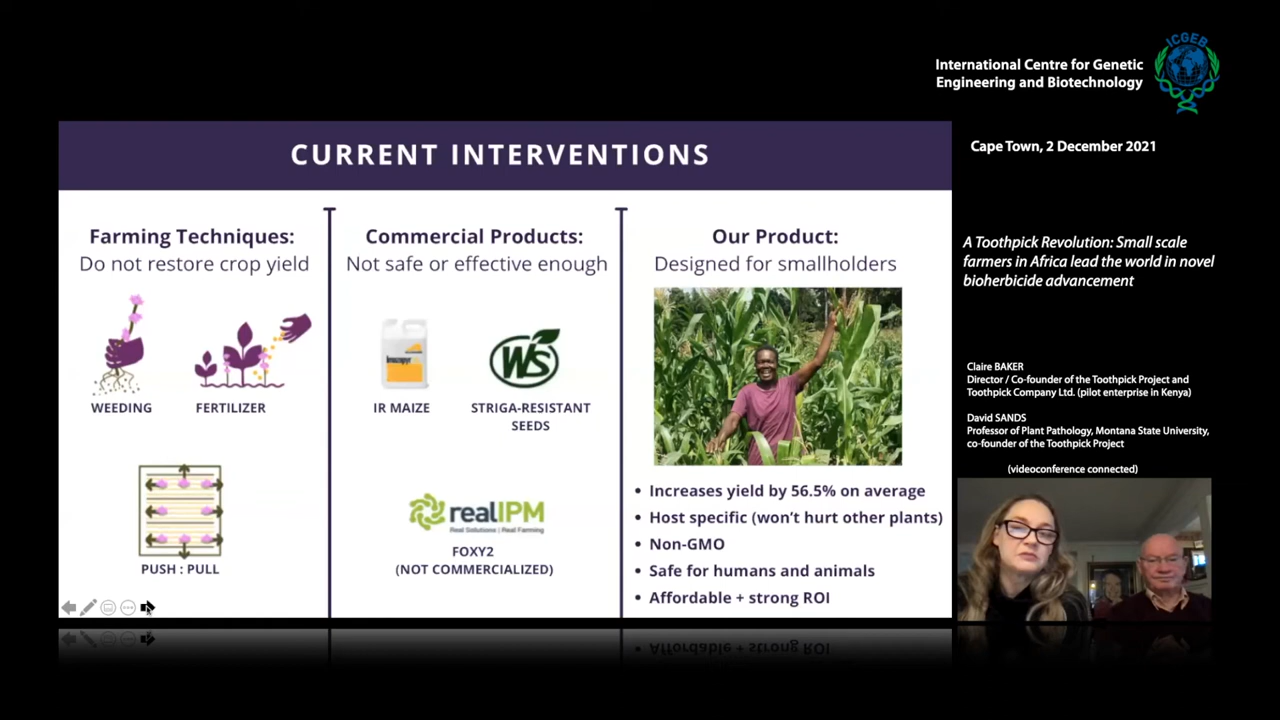 ICGEB
International Centre for Genetic
Engineering and Biotechnology
Cape Town, 2 December 2021
A Toothpick Revolution: Small scale
farmers in Africa lead the world in novel
bioherbicide advancement
Claire BAKER
Director / Co-founder of the Toothpick Project and
Toothpick Company Ltd. (pilot enterprise in Kenya)
David SANDS
Professor of Plant Pathology, Montana State University,
co-founder of the Toothpick Project
(videoconference connected)
CURRENT INTERVENTIONS
Farming Techniques:
Do not restore crop yield
WEEDING
FERTILIZER
PUSH : PULL
Commercial Products:
Not safe or effective enough
IR MAIZE
WS
STRIGA-RESISTANT
SEEDS
realIPM
Real Solutions | Real Farming
FOXY2
(NOT COMMERCIALIZED)
Our Product:
Designed for smallholders
• Increases yield by 56.5% on average
• Host specific (won't hurt other plants)
• Non-GMO
• Safe for humans and animals
• Affordable + strong ROI